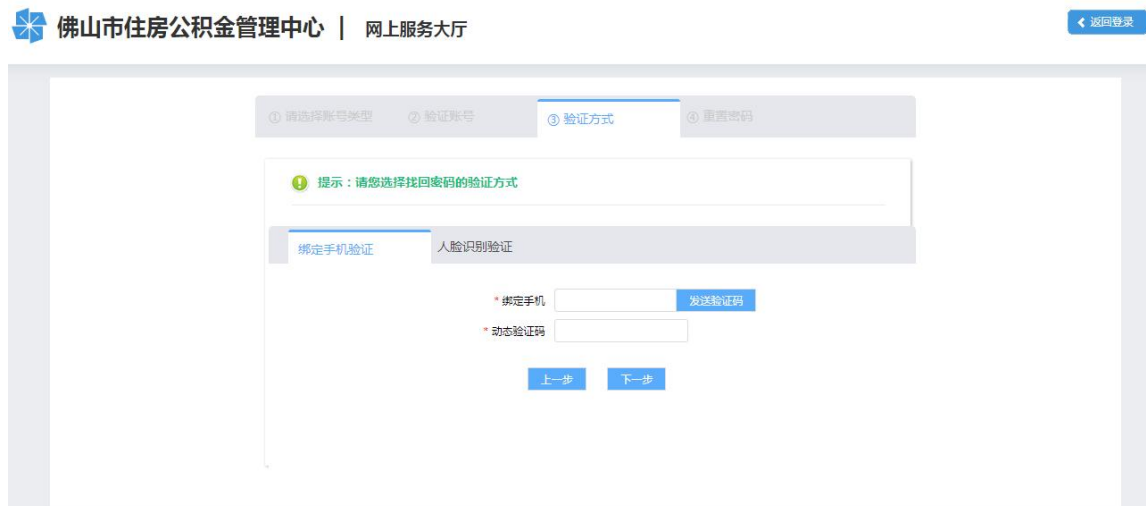 佛山市住房公积金管理中心 | 网上服务大厅
返回登录
① 请选择账号类型 ② 验证账号 ③ 验证方式 ④ 重置密码
提示：请您选择找回密码的验证方式
绑定手机验证 人脸识别验证
* 绑定手机 发送验证码
* 动态验证码
上一步 下一步